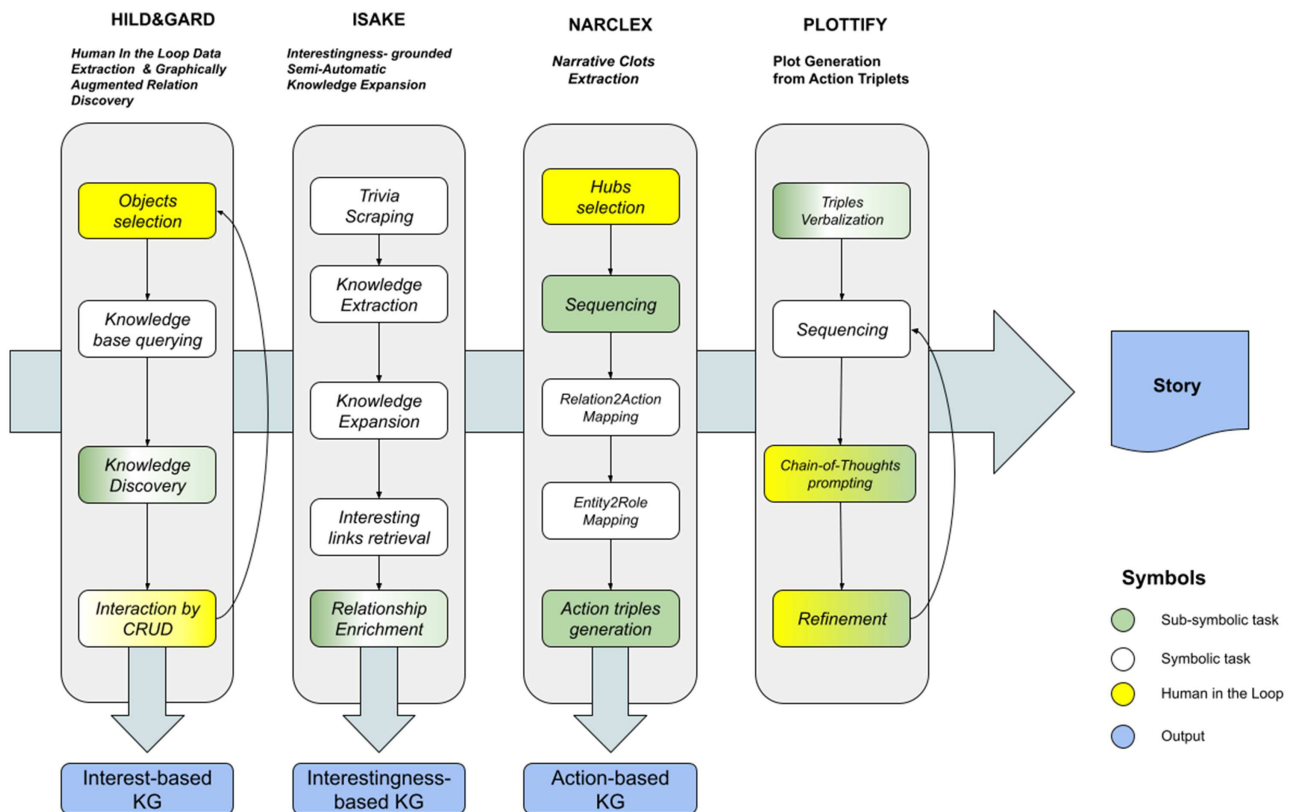 HILD&GARD
Human In the Loop Data
Extraction & Graphically
Augmented Relation
Discovery
Objects
selection
Knowledge
base querying
Knowledge
Discovery
Interaction by
CRUD
Interest-based
KG
ISAKE
Interestingness- grounded
Semi-Automatic
Knowledge Expansion
Trivia
Scraping
Knowledge
Extraction
Knowledge
Expansion
Interesting
links retrieval
Relationship
Enrichment
Interestingness-
based KG
NARCLEX
Narrative Clots
Extraction
Hubs
selection
Sequencing
Relation2Action
Mapping
Entity2Role
Mapping
Action triples
generation
Action-based
KG
PLOTTIFY
Plot Generation
from Action Triplets
Triples
Verbalization
Sequencing
Chain-of-Thoughts
prompting
Refinement
Story
Symbols
Sub-symbolic task
Symbolic task
Human in the Loop
Output